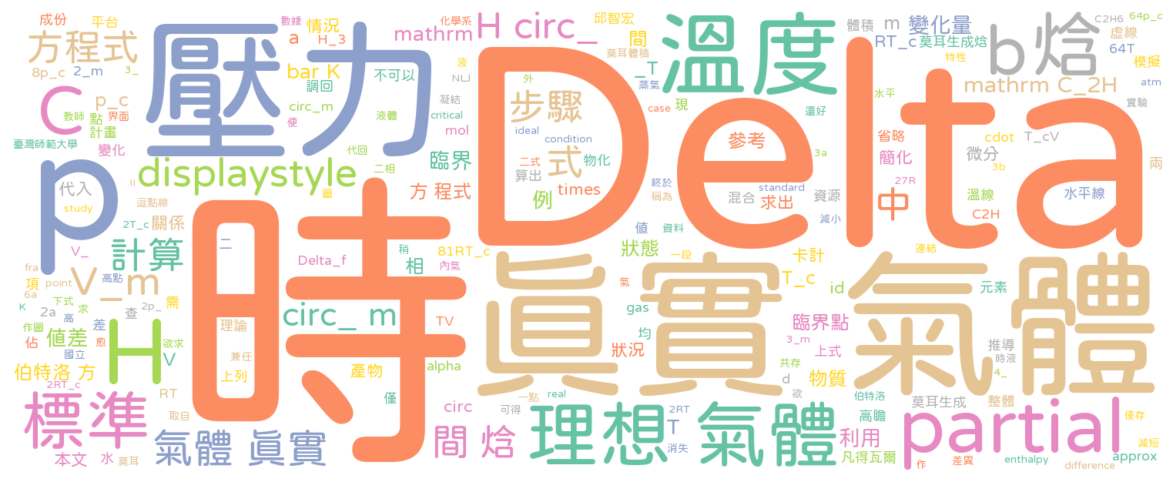 成份 平台
方程式
8p_c 2_m 3_
C p_c 界面
教師 點
計畫
臺灣師範大學
變化
p 代入
study II 逗點線
2T_c 關係
壓力
數據 情況
a H_3
bar K
調回
circ_m
便
不可以
液體
化學系
mathrm
液 NLJ
凝結 critical
mol
代回
二相
臨界
方 程式
圖
displaystyle
H circ_
邱智宏
間
莫耳體積
_T
蒸氣
case 現
溫度
體積 m 變化量
RT_c 莫耳生成焓
特性
水平
還好
b焓
C2H6 64p_c
虛線
64T
模擬
atm
實驗
mathrm C_2H
外
步驟
ideal condition
二式 物化
式
算出
例 times
Delta
參考
3a
終於 standard
稱為 混合 資源
求出 減小
值 資料
狀態 一段
省略
簡化
3b
27R
中
cdot T_cV
微分
溫線
C2H
水平線
兩
計算
V_
fra point 高點
6a
項 2a 2p_
V_m
K 下式 求 高 查 需
作圖 差
佔 愈 值差
國立
H
欲求
V
伯特洛 方
2RT_c
RT
取自
標準
本文 水 莫耳
氣體 真實
時
二
理論
兼任
上列
Delta_f
稍
相
81RT_c
內氣
circ_ m
TV
產物 alpha
僅
circ
間 焓
真實
氣
gas
均
狀況
卡計
T_c
id
臨界點
3_m 上式
d 物質
欲
氣體
連結
元素
推導
時液
共存
4_
莫耳生成 整體
一點 real
可得
理想 氣體
2RT
T
消失
伯特洛
高瞻
利用
凡得瓦爾
partial
作 差異 enthalpy difference
僅存
減短
approx